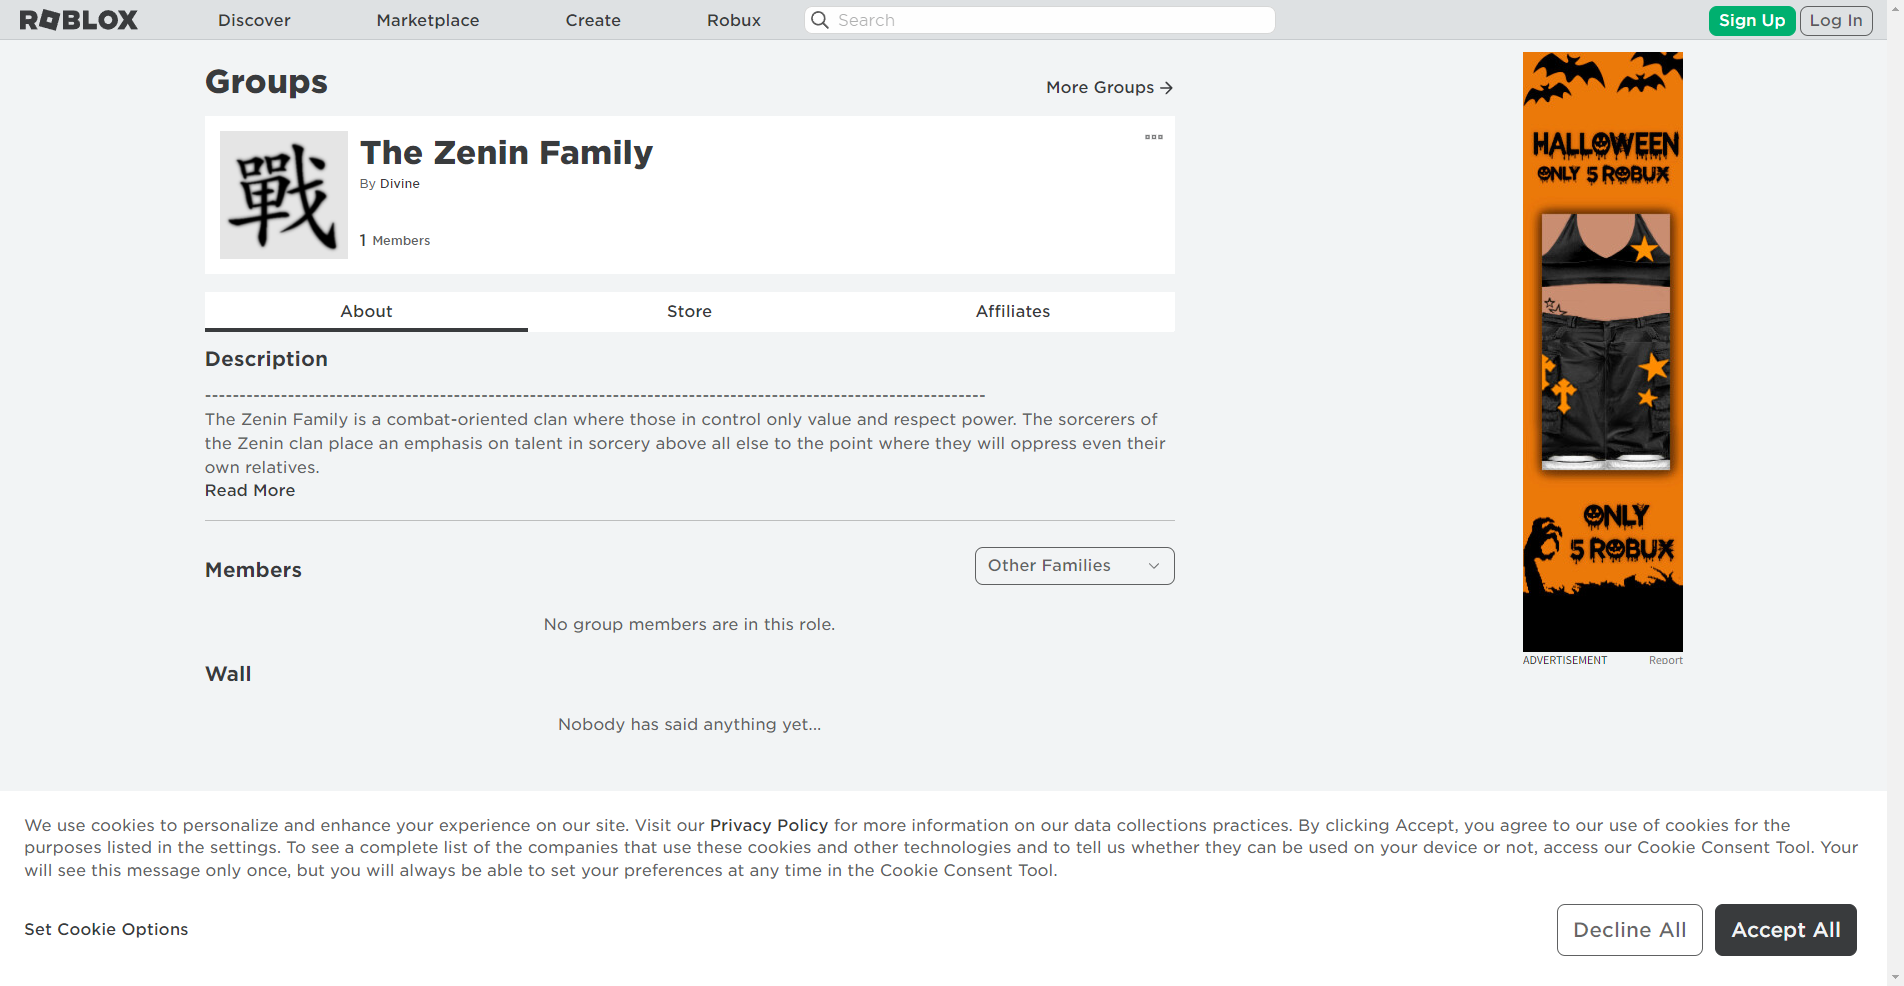 ROBLOX
Discover
Marketplace
Create
Robux
Search
Sign Up
Log In
Groups
More Groups
戰
The Zenin Family
By Divine
1 Members
About
Store
Affiliates
Description
-----------------------------------------------------------------------------------------------------------------
The Zenin Family is a combat-oriented clan where those in control only value and respect power. The sorcerers of
the Zenin clan place an emphasis on talent in sorcery above all else to the point where they will oppress even their
own relatives.
Read More
Members
Other Families
No group members are in this role.
Wall
Nobody has said anything yet...
HALLOWEEN
ONLY 5 ROBUX
ONLY
5 ROBUX
ADVERTISEMENT
Report
We use cookies to personalize and enhance your experience on our site. Visit our Privacy Policy for more information on our data collections practices. By clicking Accept, you agree to our use of cookies for the
purposes listed in the settings. To see a complete list of the companies that use these cookies and other technologies and to tell us whether they can be used on your device or not, access our Cookie Consent Tool. Your
will see this message only once, but you will always be able to set your preferences at any time in the Cookie Consent Tool.
Set Cookie Options
Decline All
Accept All